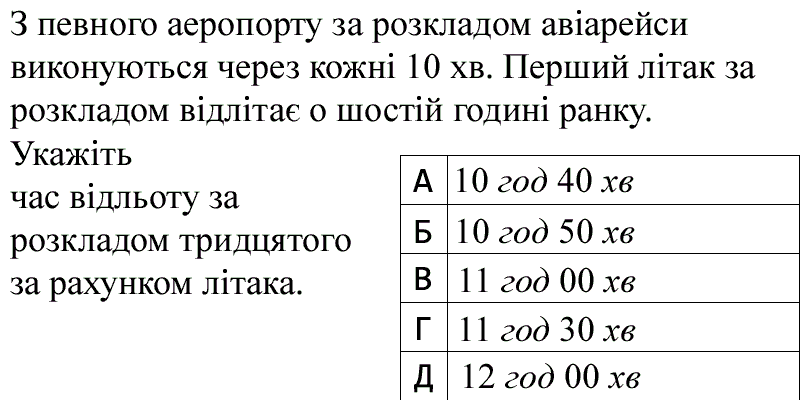 З певного аеропорту за розкладом авіарейси
виконуються через кожні 10 хв. Перший літак за
розкладом відлітає о шостій годині ранку.
Укажіть
час відльоту за
розкладом тридцятого
за рахунком літака.
А 10 год 40 хв
Б 10 год 50 хв
В 11 год 00 хв
Г 11 год 30 хв
Д 12 год 00 хв